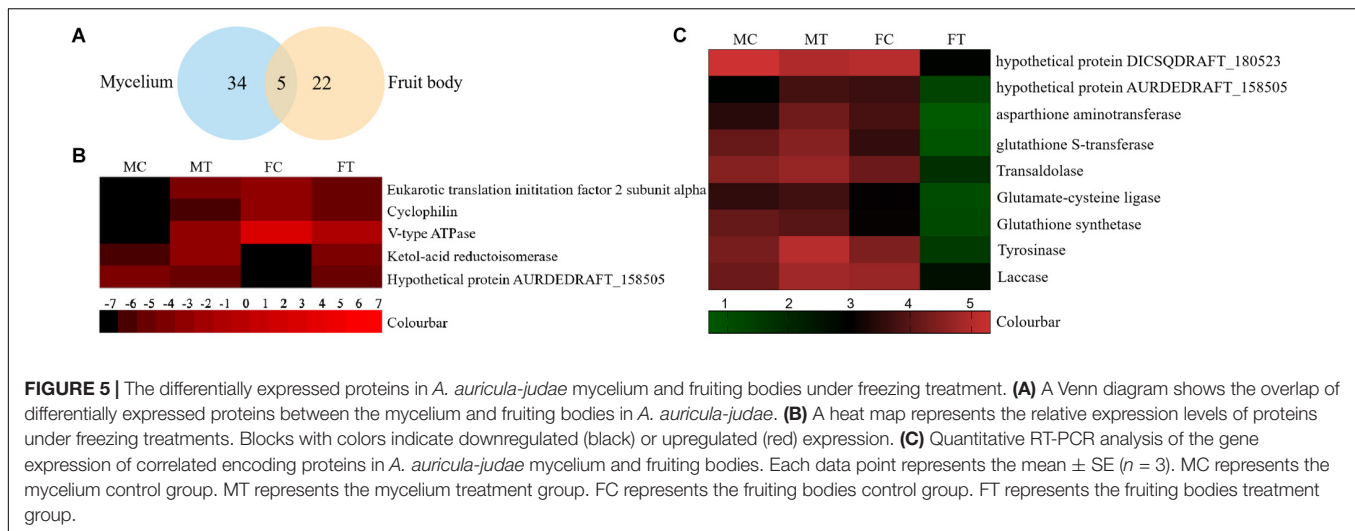 A
Mycelium
34
5
22
Fruit body
B
MC MT FC FT
Eukarotic translation inititation factor 2 subunit alpha
Cyclophilin
V-type ATPase
Ketol-acid reductoisomerase
Hypothetical protein AURDEDRAFT_158505
-7 -6 -5 -4 -3 -2 -1 0 1 2 3 4 5 6 7
Colourbar
C
MC MT FC FT
hypothetical protein DICSQDRAFT_180523
hypothetical protein AURDEDRAFT_158505
asparthione aminotransferase
glutathione S-transferase
Transaldolase
Glutamate-cysteine ligase
Glutathione synthetase
Tyrosinase
Laccase
1 2 3 4 5
Colourbar
FIGURE 5 | The differentially expressed proteins in A. auricula-judae mycelium and fruiting bodies under freezing treatment. (A) A Venn diagram shows the overlap of
differentially expressed proteins between the mycelium and fruiting bodies in A. auricula-judae. (B) A heat map represents the relative expression levels of proteins
under freezing treatments. Blocks with colors indicate downregulated (black) or upregulated (red) expression. (C) Quantitative RT-PCR analysis of the gene
expression of correlated encoding proteins in A. auricula-judae mycelium and fruiting bodies. Each data point represents the mean ± SE (n = 3). MC represents the
mycelium control group. MT represents the mycelium treatment group. FC represents the fruiting bodies control group. FT represents the fruiting bodies treatment
group.